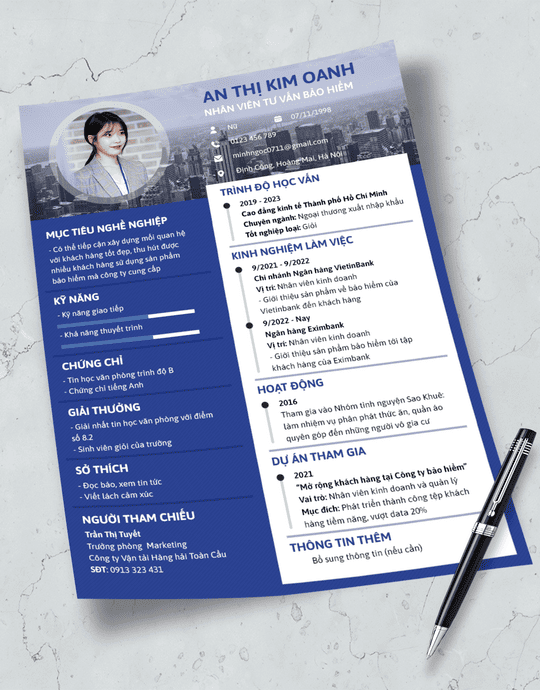 AN THỊ KIM OANH
NHÂN VIÊN TƯ VẤN BẢO HIỂM
Nữ
07/11/1998
0123 456 789
minhngoc0711@gmail.com
Định Công, Hoàng Mai, Hà Nội
MỤC TIÊU NGHỀ NGHIỆP
- Có thể tiếp cận xây dựng mối quan hệ
với khách hàng tốt đẹp, thu hút được
nhiều khách hàng sử dụng sản phẩm
bảo hiểm mà công ty cung cấp
KỸ NĂNG
- Kỹ năng giao tiếp
- Khả năng thuyết trình
CHỨNG CHỈ
- Tin học văn phòng trình độ B
- Chứng chỉ tiếng Anh
GIẢI THƯỞNG
- Giải nhất tin học văn phòng với điểm
số 8.2
- Sinh viên giỏi của trường
SỞ THÍCH
- Đọc báo, xem tin tức
- Viết lách cảm xúc
NGƯỜI THAM CHIẾU
Trần Thị Tuyết
Trưởng phòng Marketing
Công ty Vận tải Hàng hải Toàn Cầu
SĐT: 0913 323 431
TRÌNH ĐỘ HỌC VẤN
2019 - 2023
Cao đẳng kinh tế Thành phố Hồ Chí Minh
Chuyên ngành: Ngoại thương xuất nhập khẩu
Tốt nghiệp loại: Giỏi
KINH NGHIỆM LÀM VIỆC
9/2021 - 9/2022
Chi nhánh Ngân hàng VietinBank
Vị trí: Nhân viên kinh doanh
- Giới thiệu sản phẩm về bảo hiểm của
Vietinbank đến khách hàng
9/2022 - Nay
Ngân hàng Eximbank
Vị trí: Nhân viên kinh doanh
- Giới thiệu sản phẩm bảo hiểm tới tập
khách hàng của Eximbank
HOẠT ĐỘNG
2016
Tham gia vào Nhóm tình nguyện Sao Khuê:
làm nhiệm vụ phân phát thức ăn, quần áo
quyên góp đến những người vô gia cư
DỰ ÁN THAM GIA
2021
"Mở rộng khách hàng tại Công ty bảo hiểm"
Vai trò: Nhân viên kinh doanh và quản lý
Mục đích: Phát triển thành công tệp khách
hàng tiềm năng, vượt data 20%
THÔNG TIN THÊM
Bổ sung thông tin (nếu cần)